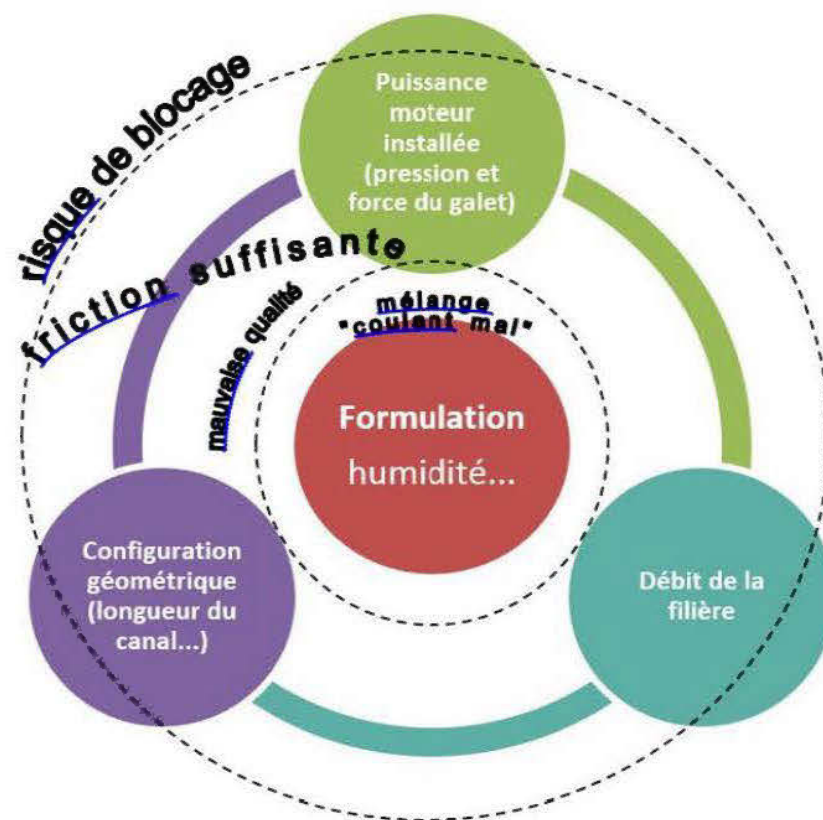 risque de blocage
friction suffisante
mauvaise qualité
mélange
"coulant mal"
Puissance
moteur
installée
(pression et
force du galet)
Formulation
humidité...
Configuration
géométrique
(longueur du
canal...)
Débit de la
filière